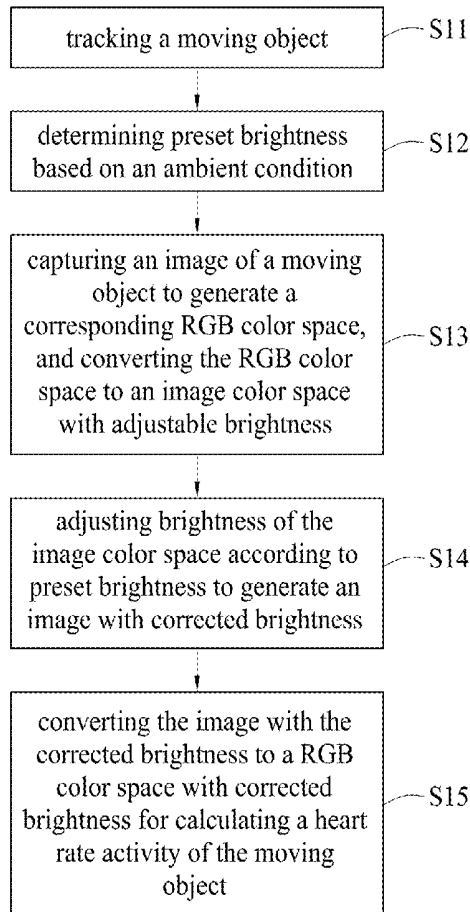 tracking a moving object
S11
determining preset brightness
based on an ambient condition
S12
capturing an image of a moving
object to generate a
corresponding RGB color space,
and converting the RGB color
space to an image color space
with adjustable brightness
S13
adjusting brightness of the
image color space according to
preset brightness to generate an
image with corrected brightness
S14
converting the image with the
corrected brightness to a RGB
color space with corrected
brightness for calculating a heart
rate activity of the moving
object
S15